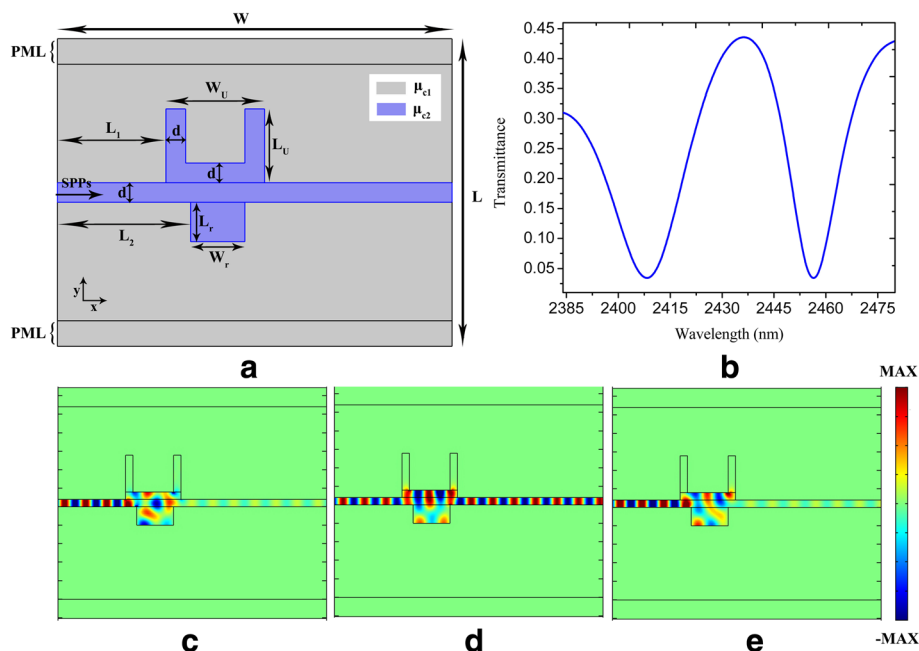 W
PML
W_U
μ_c1
μ_c2
L_1
d
L_U
d
SPPs
d
L
L_2
L_r
W_r
y
x
PML
a
0.45
0.40
0.35
0.30
0.25
0.20
0.15
0.10
0.05
Transmittance
2385 2400 2415 2430 2445 2460 2475
Wavelength (nm)
b
MAX
-MAX
c
d
e